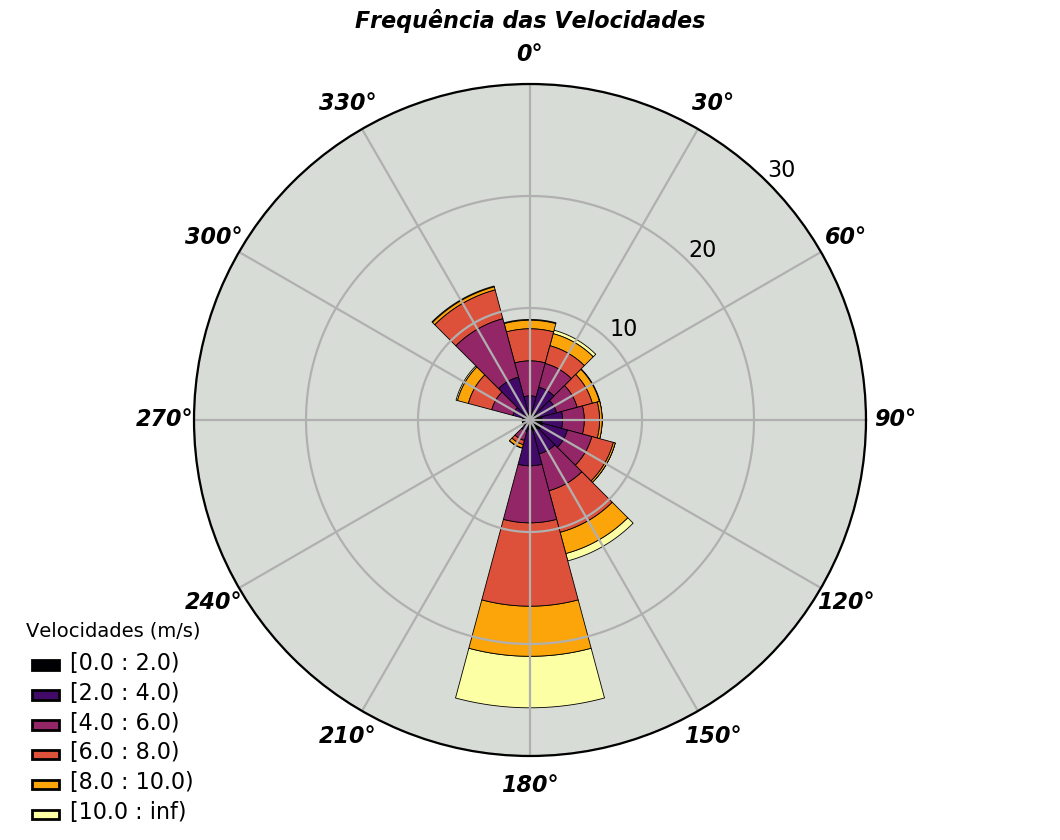 Frequência das Velocidades
0°
330°
30°
30
300°
60°
20
10
270°
90°
240°
120°
210°
150°
180°
Velocidades (m/s)
[0.0 : 2.0)
[2.0 : 4.0)
[4.0 : 6.0)
[6.0 : 8.0)
[8.0 : 10.0)
[10.0 : inf)